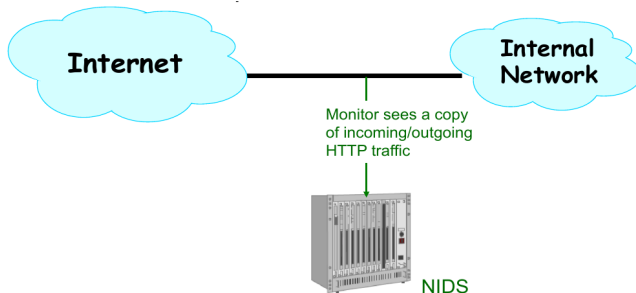 Internet
Internal
Network
Monitor sees a copy
of incoming/outgoing
HTTP traffic
NIDS